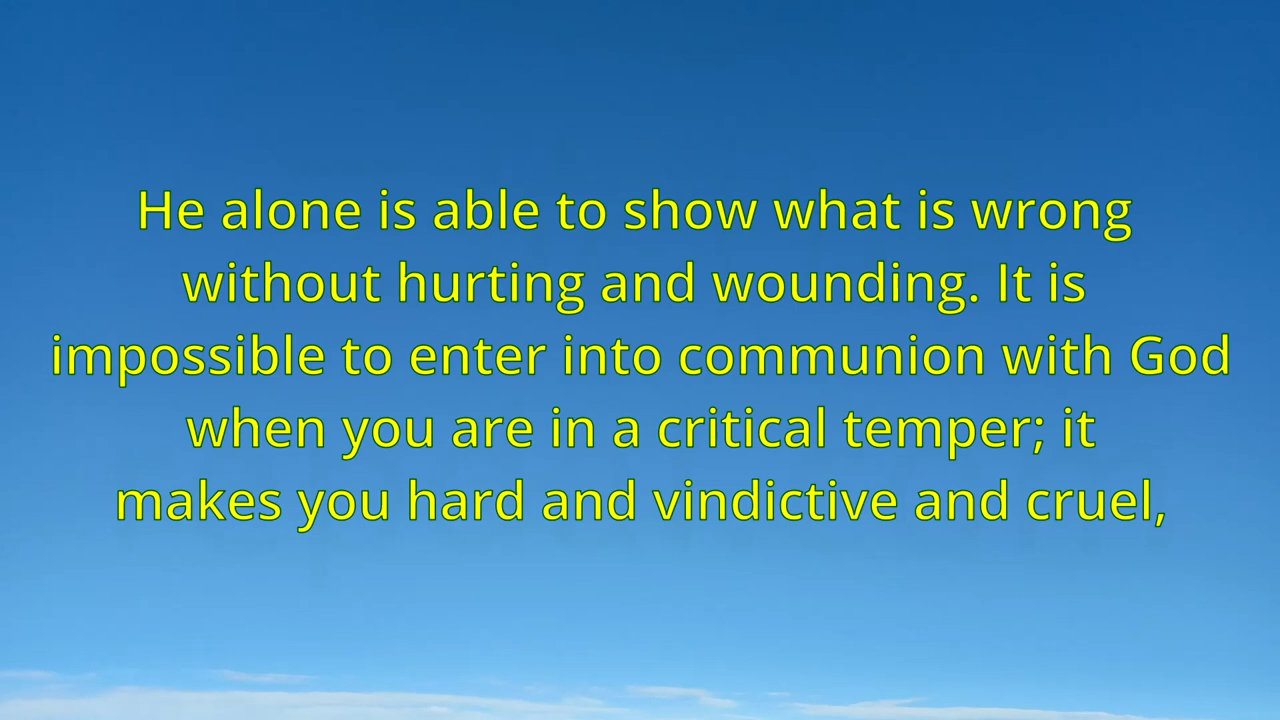 He alone is able to show what is wrong
without hurting and wounding. It is
impossible to enter into communion with God
when you are in a critical temper; it
makes you hard and vindictive and cruel,